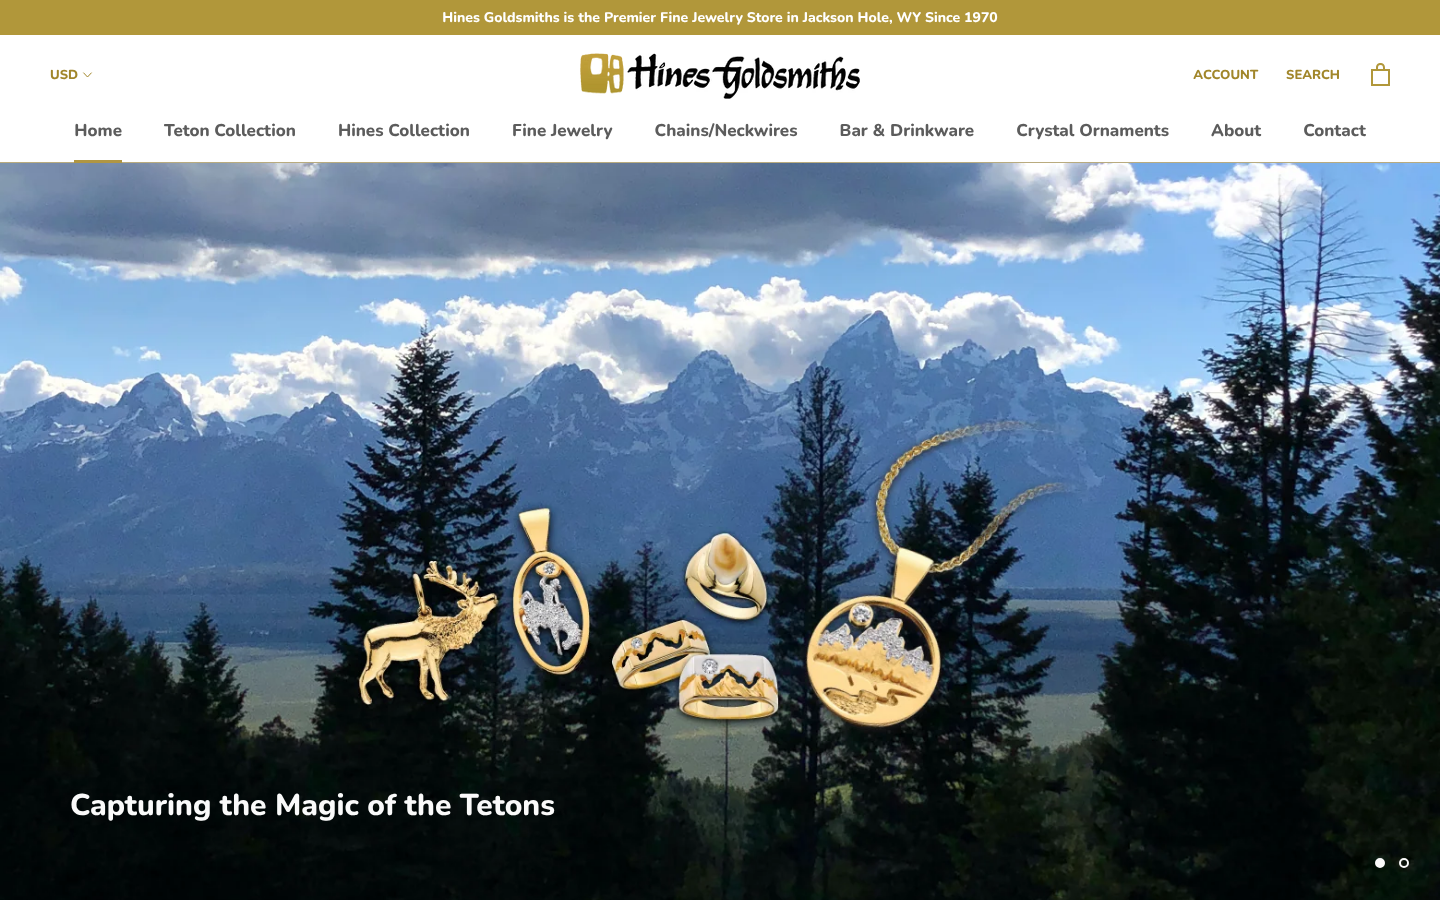 Hines Goldsmiths is the Premier Fine Jewelry Store in Jackson Hole, WY Since 1970
USD
Hines Goldsmiths
ACCOUNT
SEARCH
Home
Teton Collection
Hines Collection
Fine Jewelry
Chains/Neckwires
Bar & Drinkware
Crystal Ornaments
About
Contact
Capturing the Magic of the Tetons